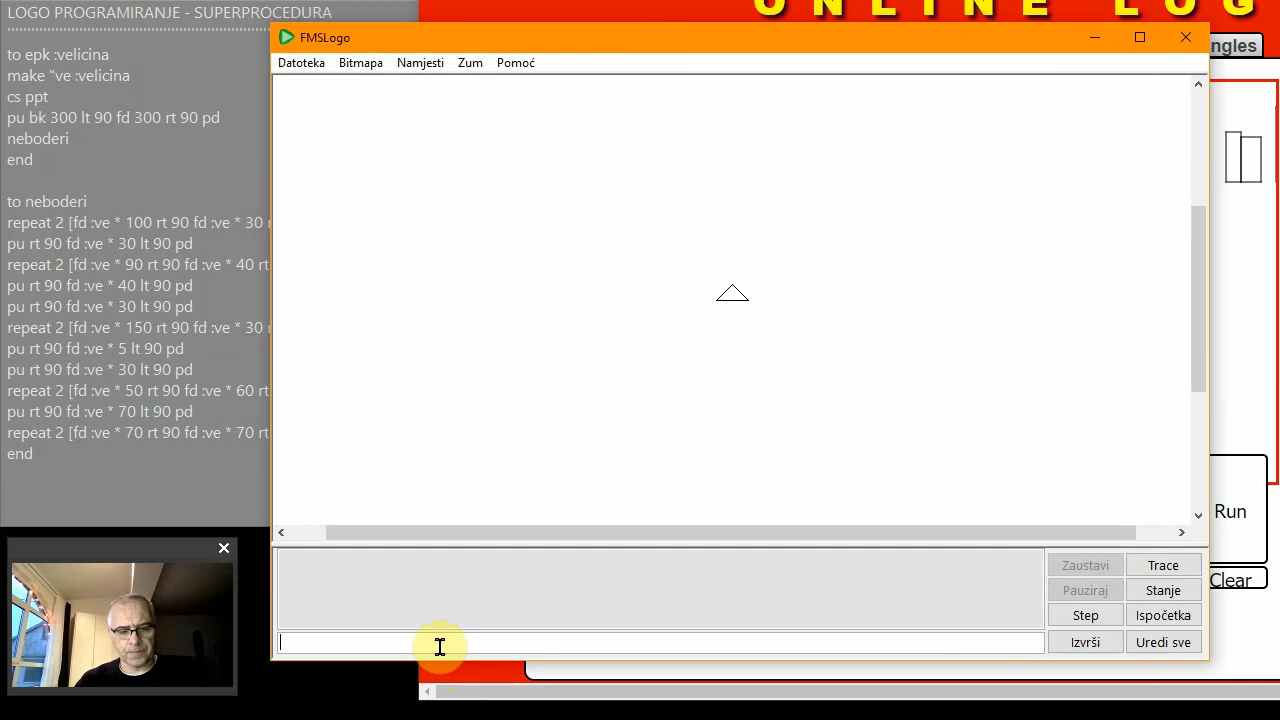 LOGO PROGRAMIRANJE - SUPERPROCEDURA
to epk :velicina
make "ve :velicina
cs ppt
pu bk 300 lt 90 fd 300 rt 90 pd
neboderi
end
to neboderi
repeat 2 [fd :ve * 100 rt 90 fd :ve * 30 r
pu rt 90 fd :ve * 30 lt 90 pd
repeat 2 [fd :ve * 90 rt 90 fd :ve * 40 rt
pu rt 90 fd :ve * 40 lt 90 pd
pu rt 90 fd :ve * 30 lt 90 pd
repeat 2 [fd :ve * 150 rt 90 fd :ve * 30 r
pu rt 90 fd :ve * 5 lt 90 pd
pu rt 90 fd :ve * 30 lt 90 pd
repeat 2 [fd :ve * 50 rt 90 fd :ve * 60 rt
pu rt 90 fd :ve * 70 lt 90 pd
repeat 2 [fd :ve * 70 rt 90 fd :ve * 70 rt
end
ONLINE LOG
ngles
FMSLogo
Datoteka Bitmapa Namjesti Zum Pomoć
Zaustavi Trace
Pauziraj Stanje
Step Ispočetka
Izvrši Uredi sve
Run
Clear